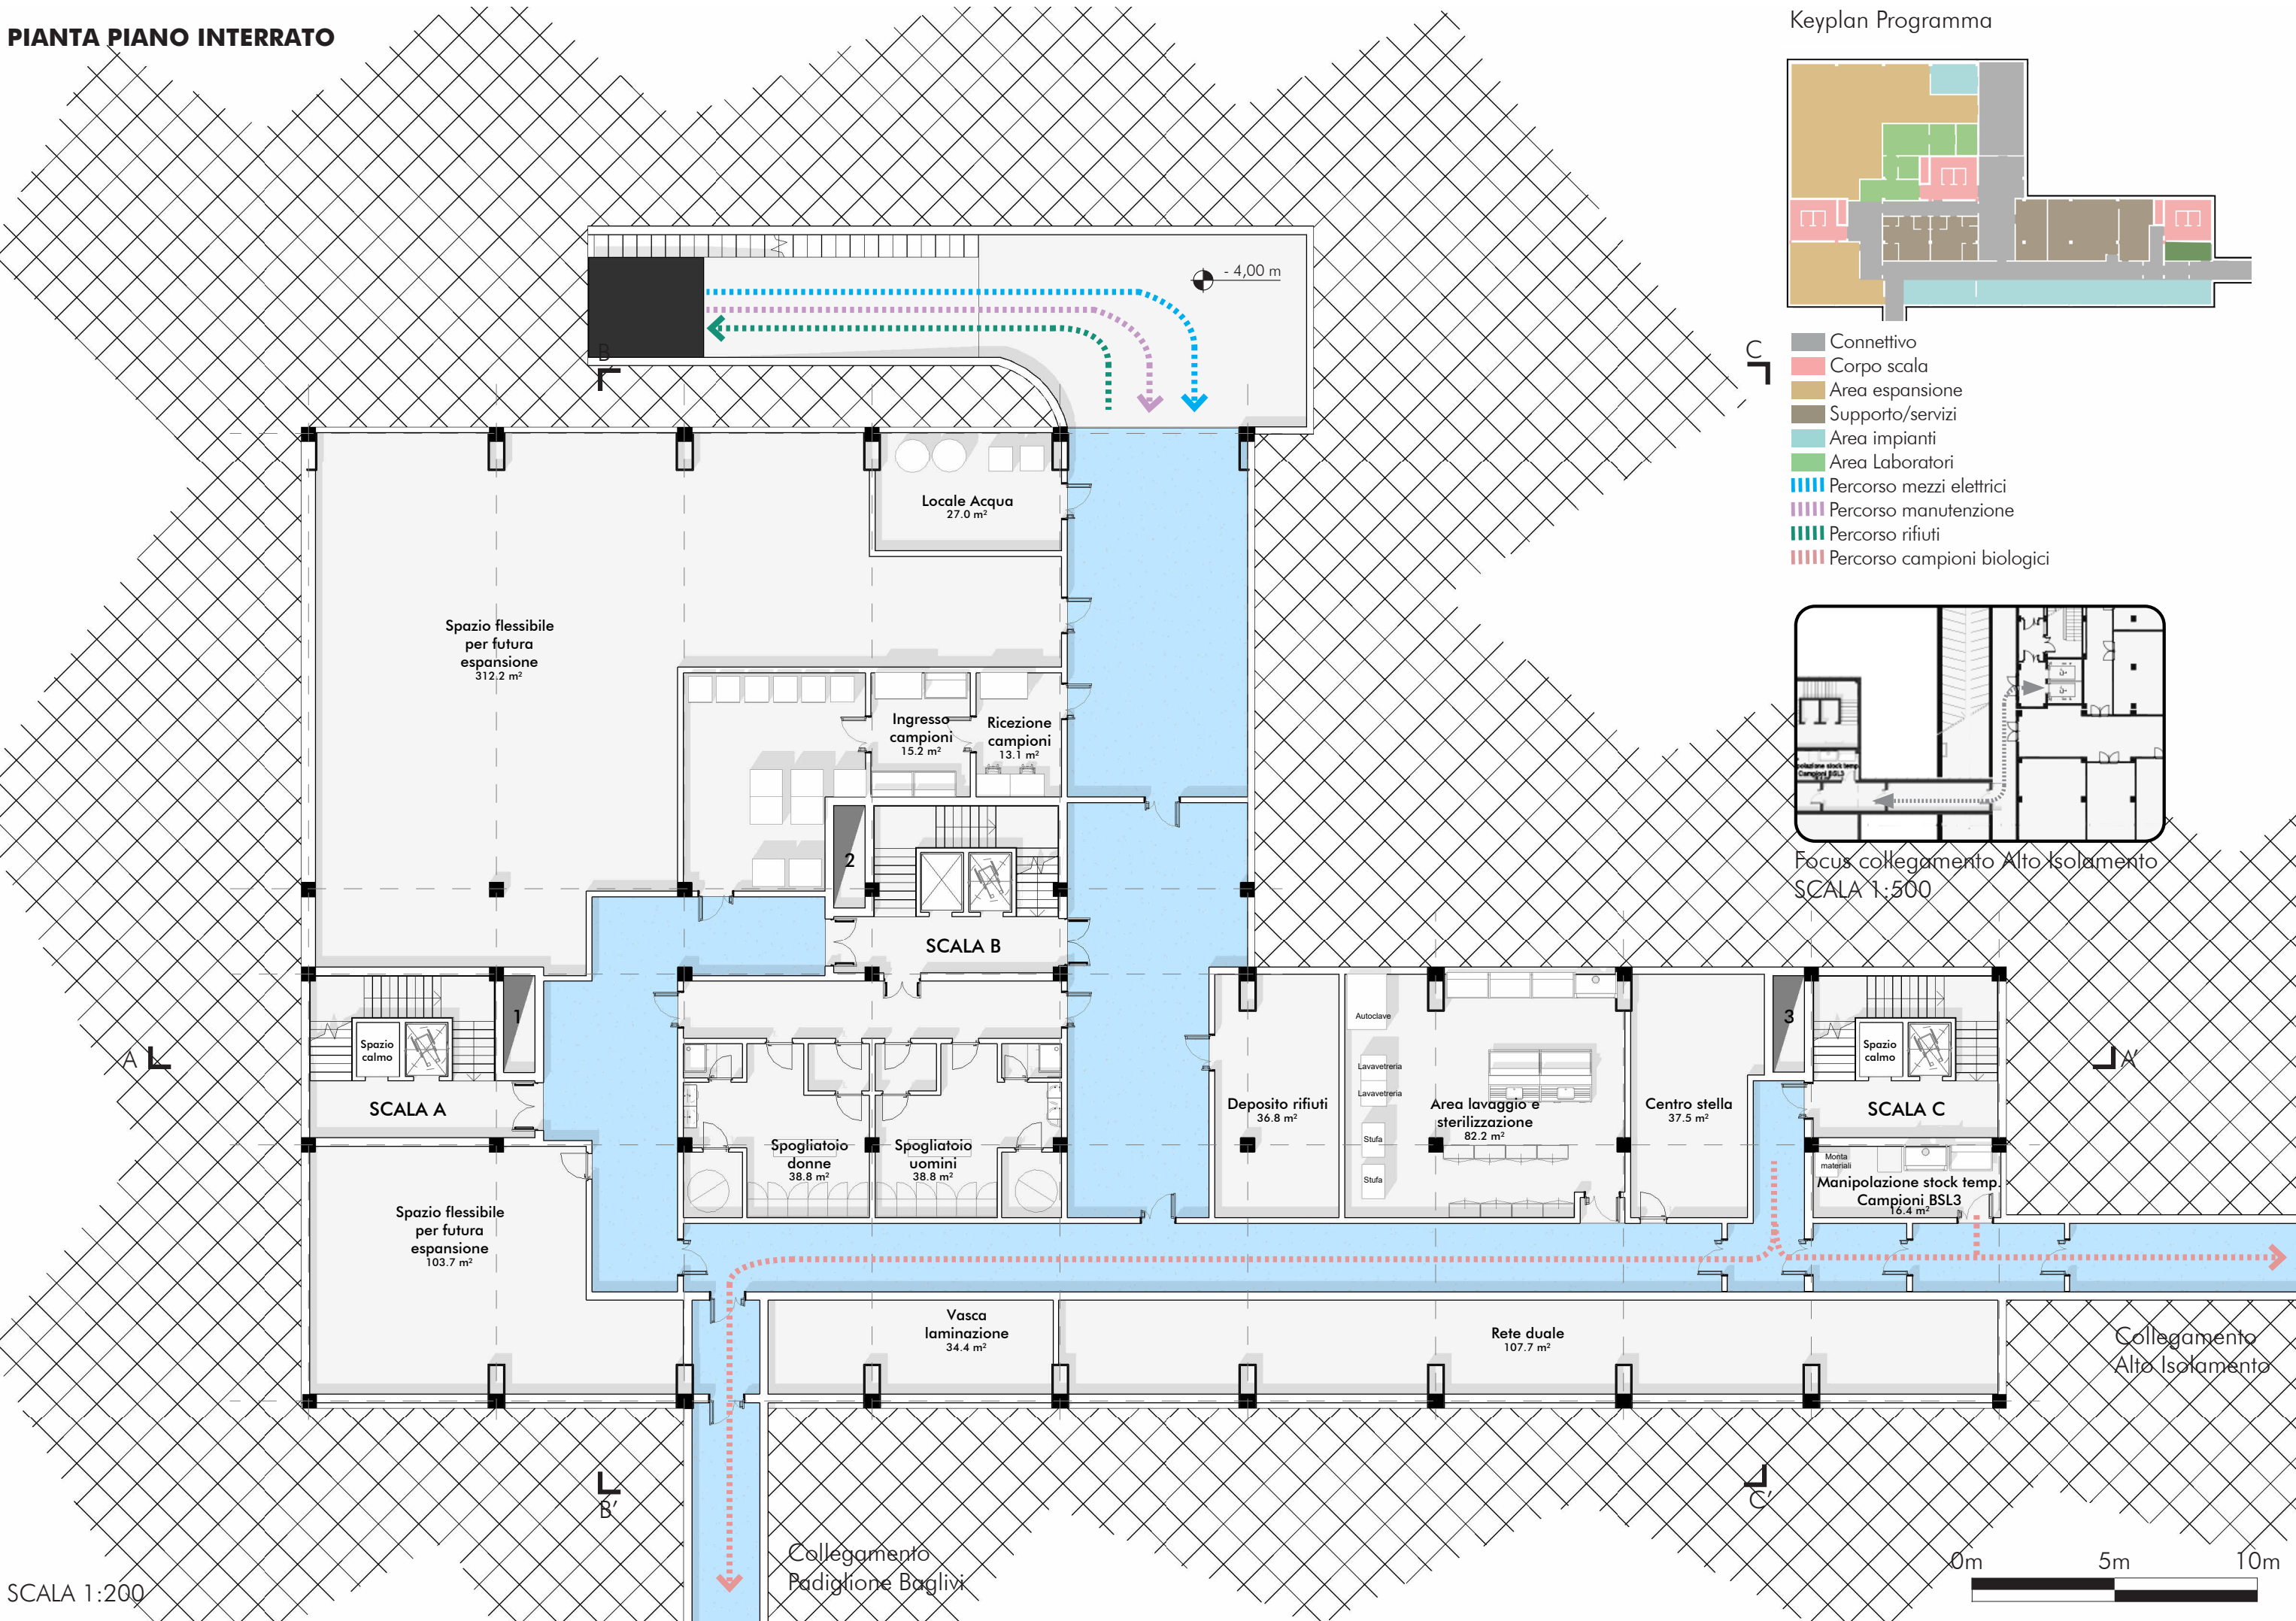 PIANTA PIANO INTERRATO
Keyplan Programma
Connettivo
Corpo scala
Area espansione
Supporto/servizi
Area impianti
Area Laboratori
Percorso mezzi elettrici
Percorso manutenzione
Percorso rifiuti
Percorso campioni biologici
- 4,00 m
B
C
Locale Acqua
27.0 m²
Spazio flessibile
per futura
espansione
312.2 m²
Ingresso
campioni
15.2 m²
Ricezione
campioni
13.1 m²
polazione stock temp.
Campioni BSL3
Focus collegamento Alto Isolamento
SCALA 1:500
2
SCALA B
1
Spazio
calmo
SCALA A
A
Autoclave
Lavavetreria
Lavavetreria
Stufa
Stufa
Deposito rifiuti
36.8 m²
Area lavaggio e
sterilizzazione
82.2 m²
Centro stella
37.5 m²
3
Spazio
calmo
SCALA C
A'
Spogliatoio
donne
38.8 m²
Spogliatoio
uomini
38.8 m²
Monta
materiali
Manipolazione stock temp.
Campioni BSL3
16.4 m²
Spazio flessibile
per futura
espansione
103.7 m²
Vasca
laminazione
34.4 m²
Rete duale
107.7 m²
Collegamento
Alto Isolamento
B'
C'
Collegamento
Padiglione Baglivi
SCALA 1:200
0m
5m
10m